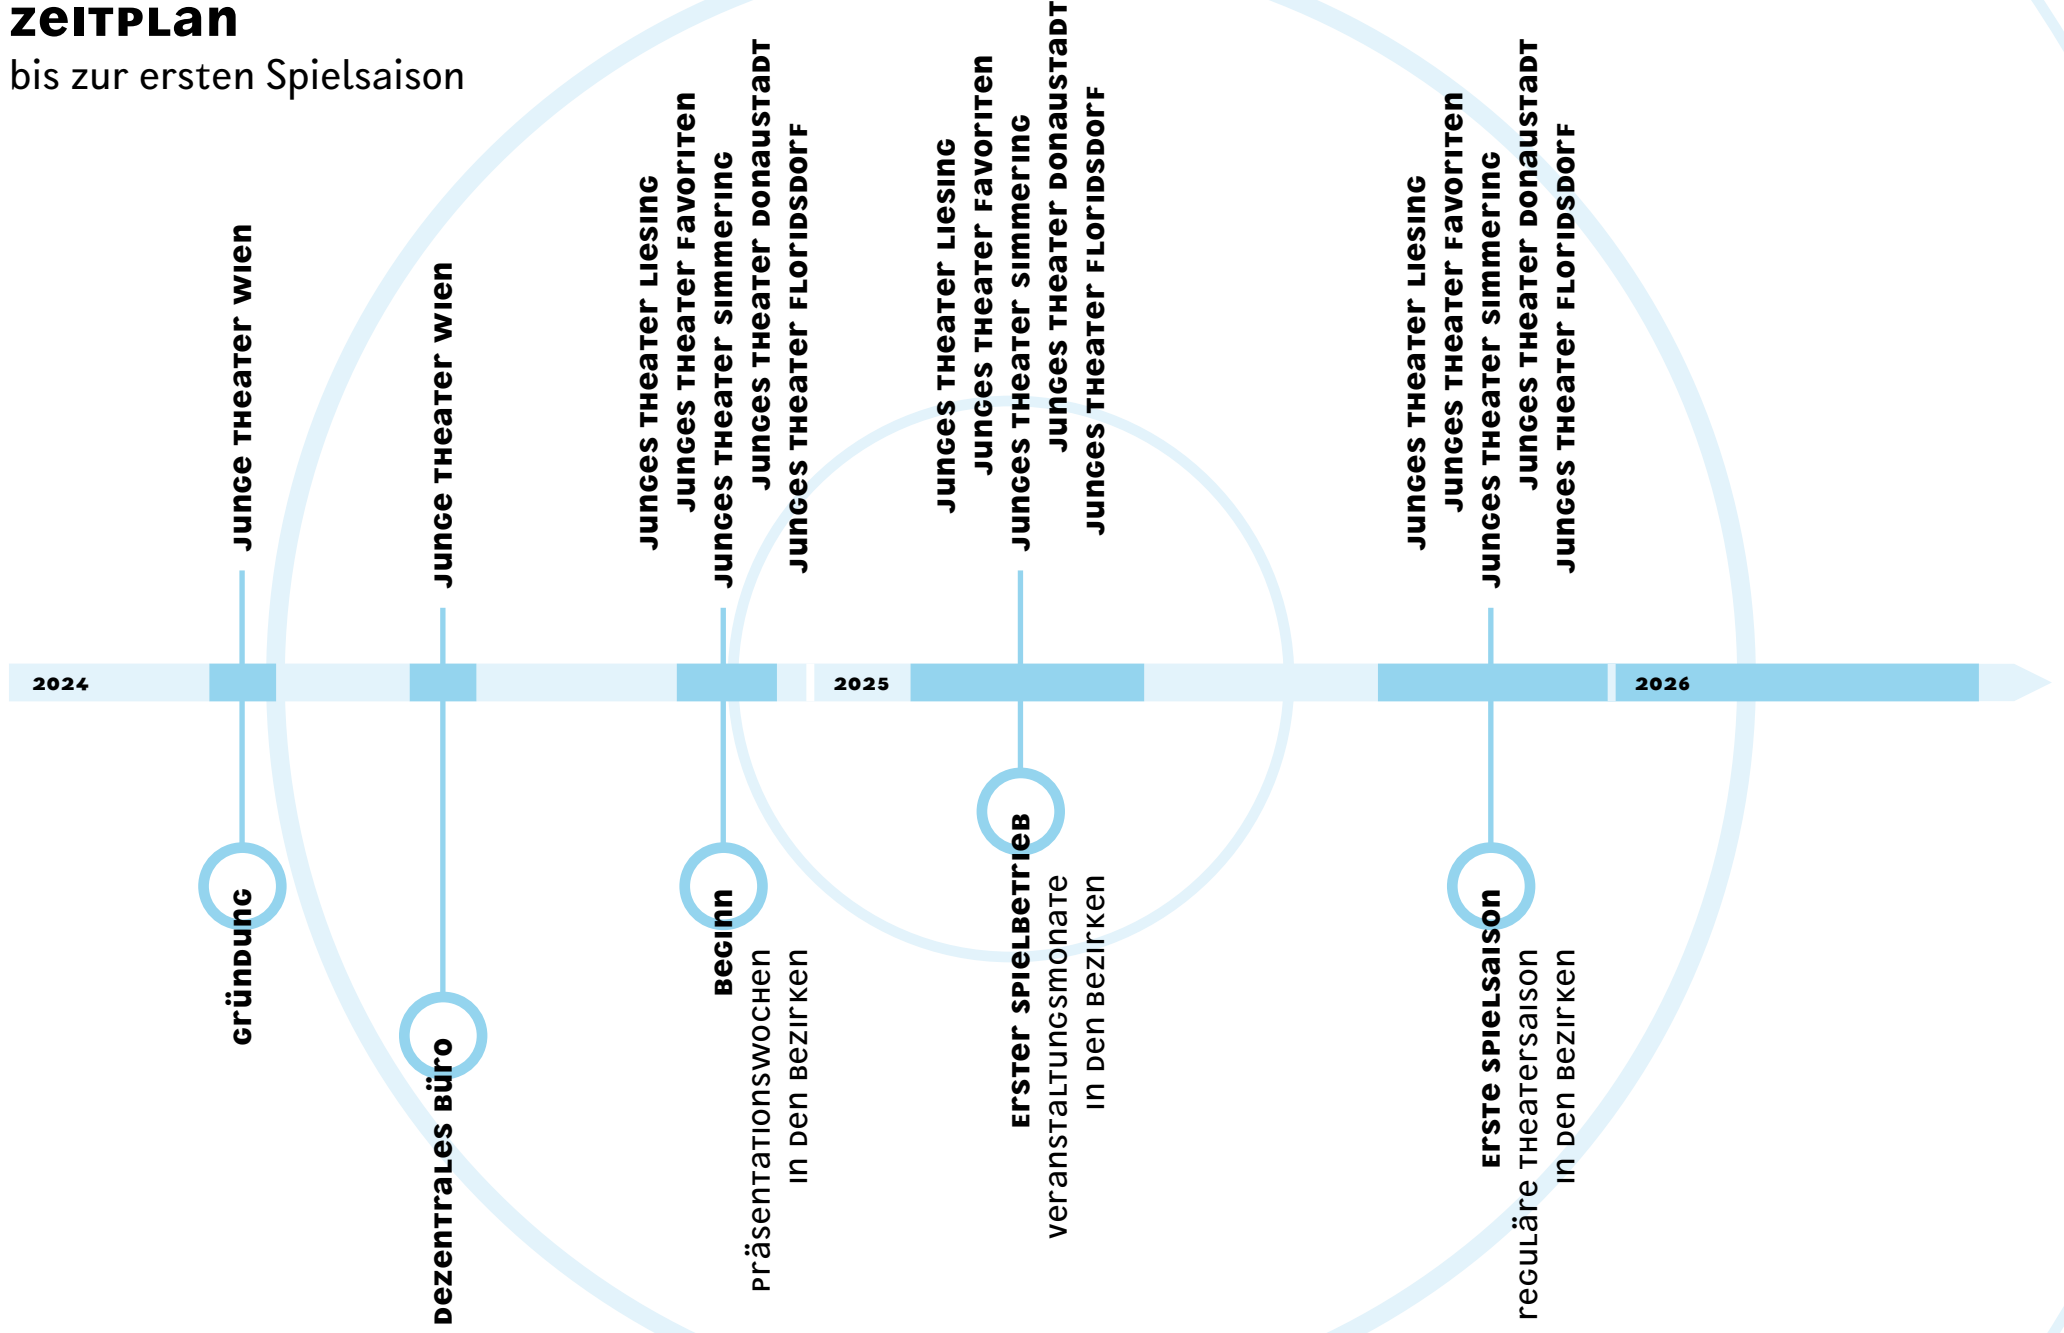 zeitplan
bis zur ersten Spielsaison
Junge Theater Wien
Junge Theater Wien
Junges Theater Liesing
Junges Theater Favoriten
Junges Theater Simmering
Junges Theater Donaustadt
Junges Theater Floridsdorf
Junges Theater Liesing
Junges Theater Favoriten
Junges Theater Simmering
Junges Theater Donaustadt
Junges Theater Floridsdorf
Junges Theater Liesing
Junges Theater Favoriten
Junges Theater Simmering
Junges Theater Donaustadt
Junges Theater Floridsdorf
2024
2025
2026
Gründung
Dezentrales Büro
Beginn
Präsentationswochen
in den Bezirken
Erster Spielbetrieb
Veranstaltungsmonate
in den Bezirken
Erste Spielsaison
reguläre Theatersaison
in den Bezirken